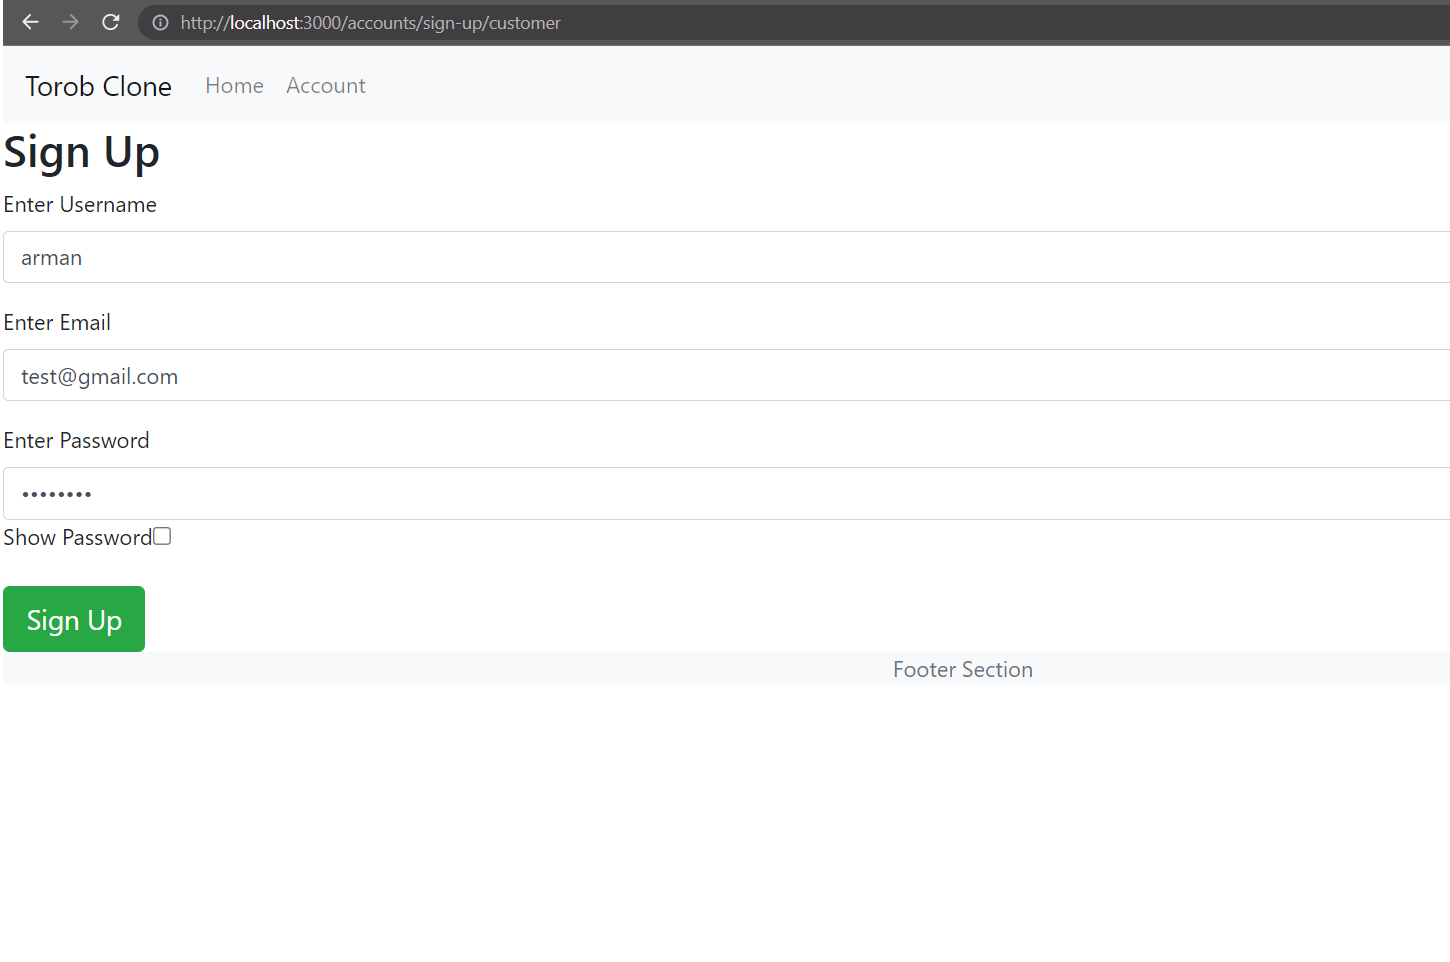 http://localhost:3000/accounts/sign-up/customer
Torob Clone Home Account
Sign Up
Enter Username
arman
Enter Email
test@gmail.com
Enter Password
••••••••
Show Password
Sign Up
Footer Section